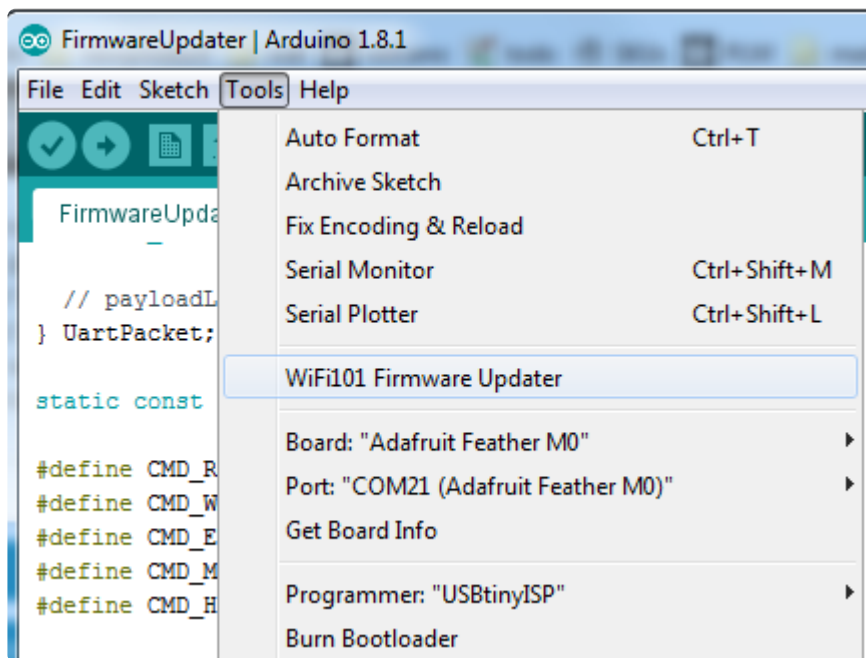 FirmwareUpdater | Arduino 1.8.1
File Edit Sketch Tools Help
Auto Format Ctrl+T
Archive Sketch
FirmwareUpda
Fix Encoding & Reload
Serial Monitor Ctrl+Shift+M
// payloadL
Serial Plotter Ctrl+Shift+L
} UartPacket;
WiFi101 Firmware Updater
static const
Board: "Adafruit Feather M0"
#define CMD_R
Port: "COM21 (Adafruit Feather M0)"
#define CMD_W
Get Board Info
#define CMD_E
#define CMD_M
Programmer: "USBtinyISP"
#define CMD_H
Burn Bootloader